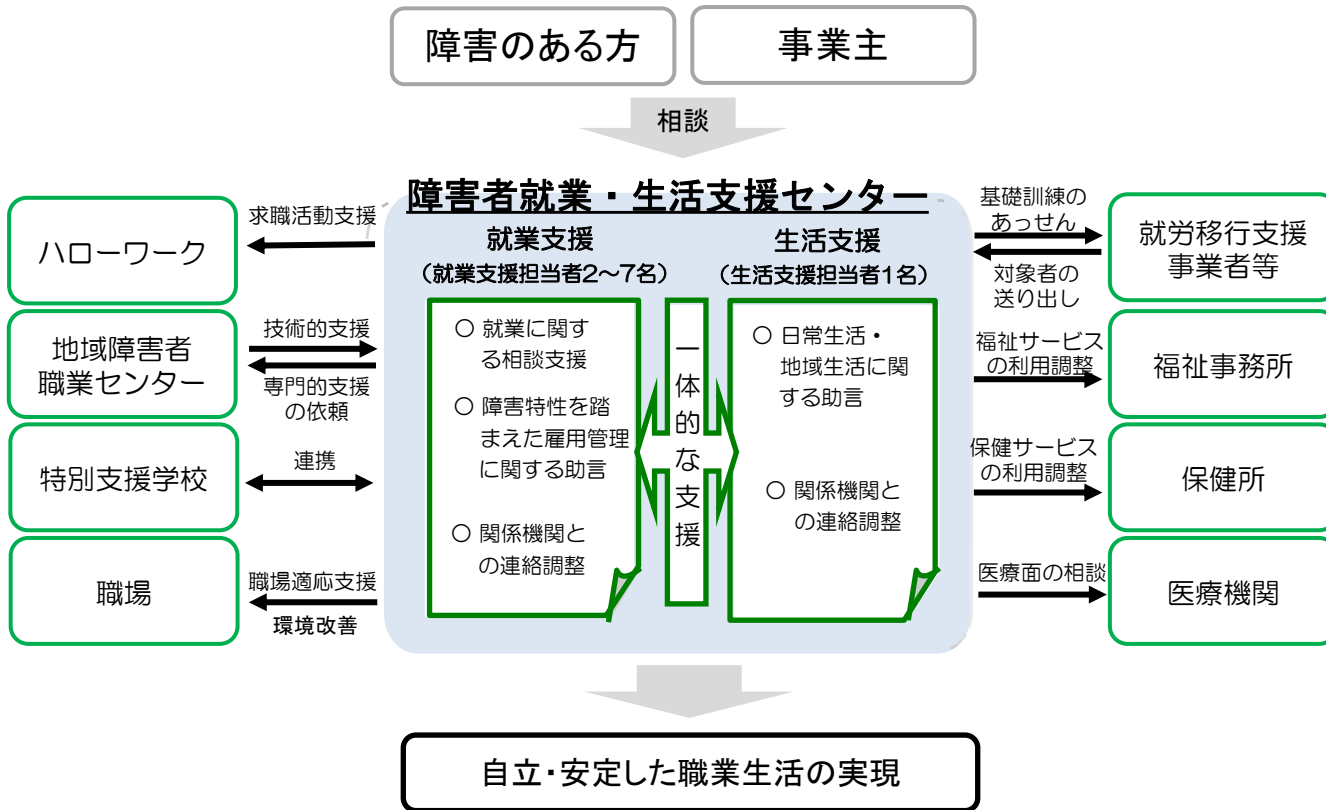 障害のある方
事業主
相談
障害者就業・生活支援センター
ハローワーク
求職活動支援
地域障害者
職業センター
技術的支援
専門的支援
の依頼
特別支援学校
連携
職場
職場適応支援
環境改善
就業支援
(就業支援担当者2～7名)
○ 就業に関す
る相談支援
○ 障害特性を踏
まえた雇用管理
に関する助言
○ 関係機関と
の連絡調整
一体的な支援
生活支援
(生活支援担当者1名)
○ 日常生活・
地域生活に関
する助言
○ 関係機関と
の連絡調整
基礎訓練の
あっせん
対象者の
送り出し
就労移行支援
事業者等
福祉サービス
の利用調整
福祉事務所
保健サービス
の利用調整
保健所
医療面の相談
医療機関
自立・安定した職業生活の実現